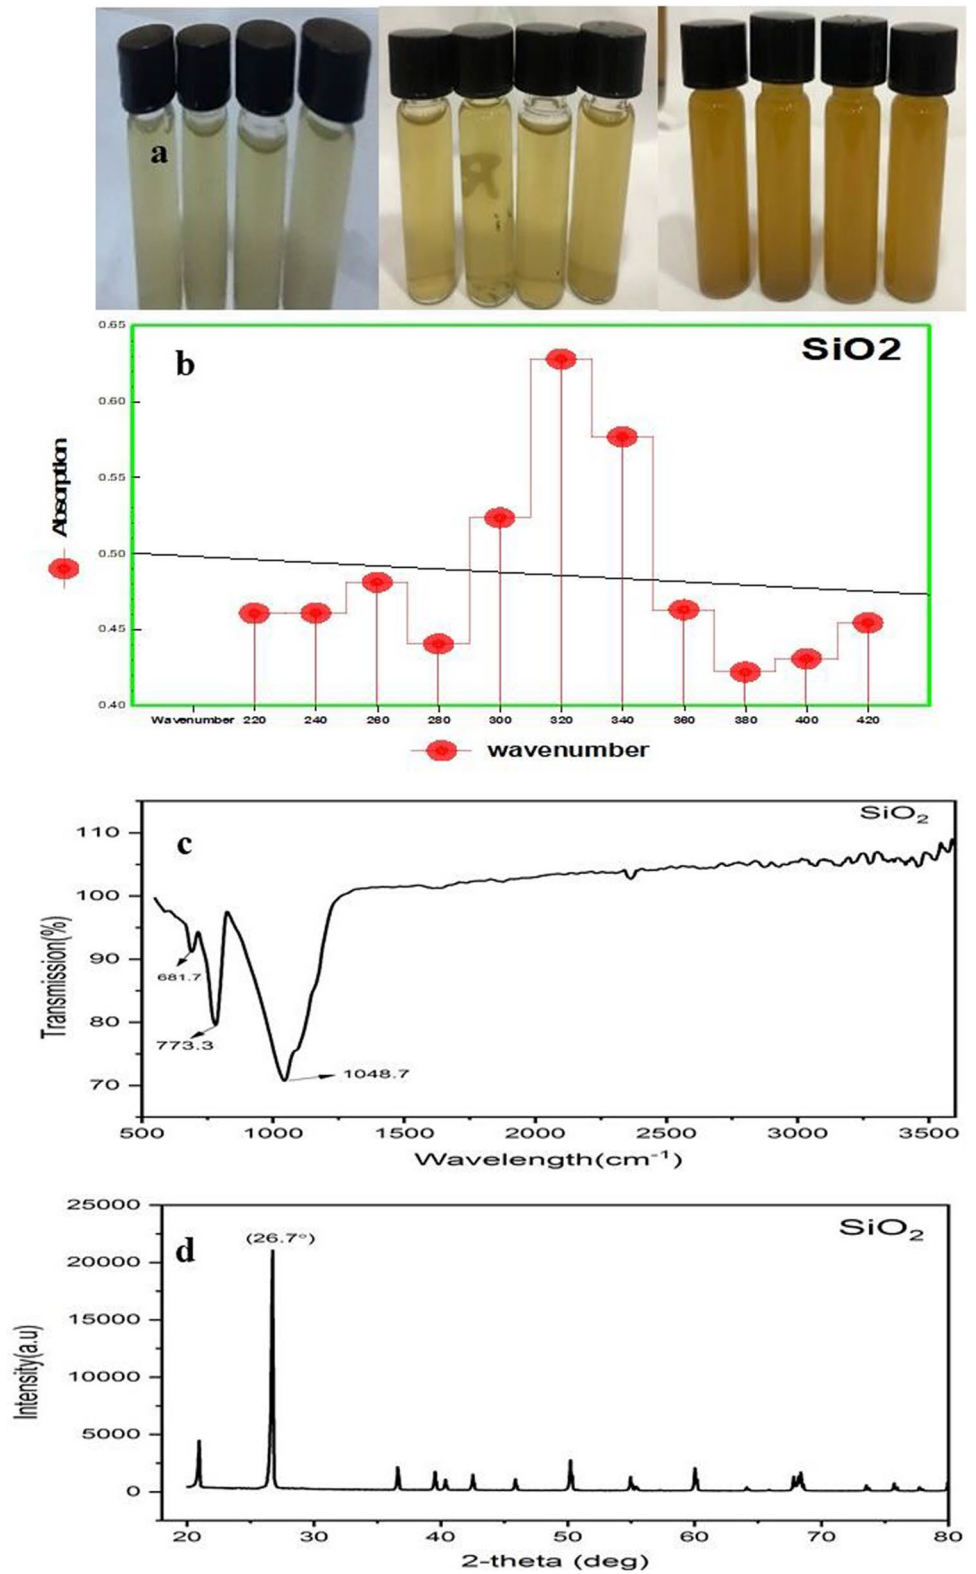 a
R
0.65
b
SiO2
0.60
0.55
0.50
0.45
0.40
Absorption
Wavenumber 220 240 260 280 300 320 340 360 380 400 420
wavenumber
c
SiO₂
110
100
90
80
70
Transmission(%)
681.7
773.3
1048.7
500 1000 1500 2000 2500 3000 3500
Wavelength(cm⁻¹)
25000
d
(26.7°)
SiO₂
20000
15000
10000
5000
0
Intensity(a.u)
20 30 40 50 60 70 80
2-theta (deg)